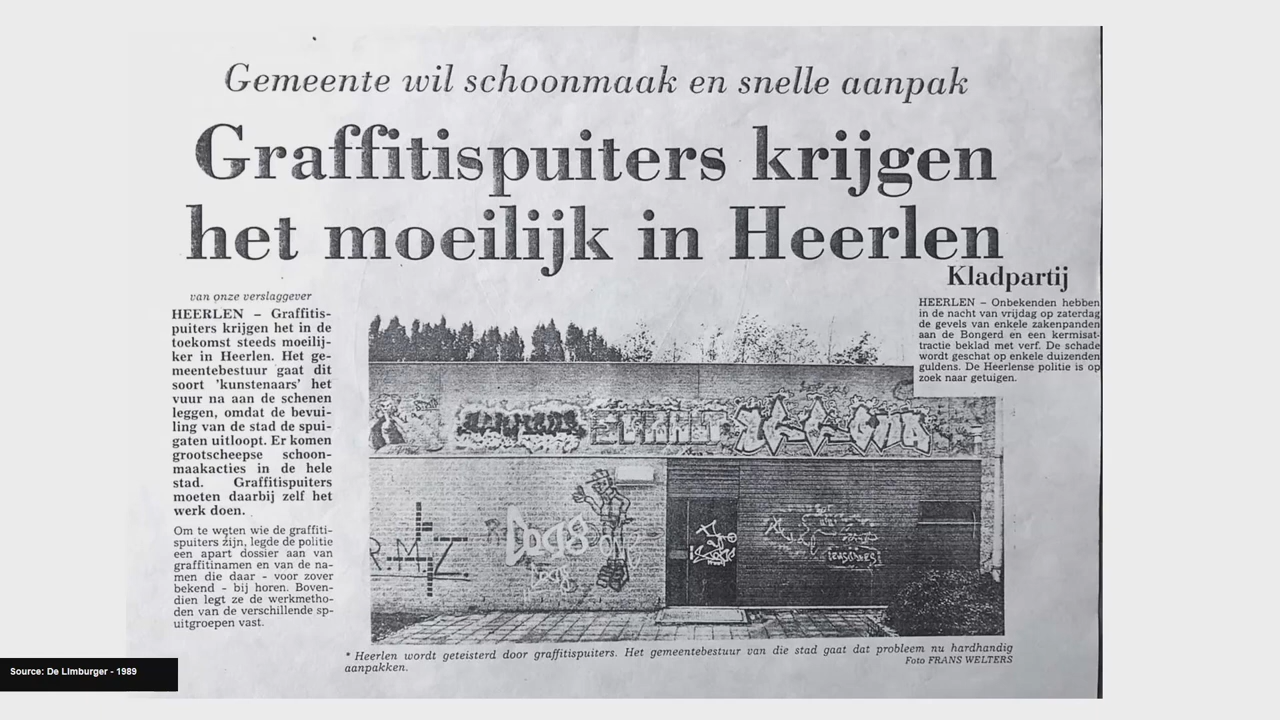 Gemeente wil schoonmaak en snelle aanpak
Graffitispuiters krijgen
het moeilijk in Heerlen
van onze verslaggever
HEERLEN – Graffitis-
puiters krijgen het in de
toekomst steeds moeilij-
ker in Heerlen. Het ge-
meentebestuur gaat dit
soort 'kunstenaars' het
vuur na aan de schenen
leggen, omdat de bevui-
ling van de stad de spui-
gaten uitloopt. Er komen
grootscheepse schoon-
maakacties in de hele
stad. Graffitispuiters
moeten daarbij zelf het
werk doen.
Om te weten wie de graffiti-
spuiters zijn, legde de politie
een apart dossier aan van
graffitinamen en van de na-
men die daar - voor zover
bekend - bij horen. Boven-
dien legt ze de werkmetho-
den van de verschillende sp-
uitgroepen vast.
Kladpartij
HEERLEN – Onbekenden hebben
in de nacht van vrijdag op zaterdag
de gevels van enkele zakenpanden
aan de Bongerd en een kermisat-
tractie beklad met verf. De schade
wordt geschat op enkele duizenden
guldens. De Heerlense politie is op
zoek naar getuigen.
* Heerlen wordt geteisterd door graffitispuiters. Het gemeentebestuur van die stad gaat dat probleem nu hardhandig
aanpakken.
Foto FRANS WELTERS
Source: De Limburger - 1989